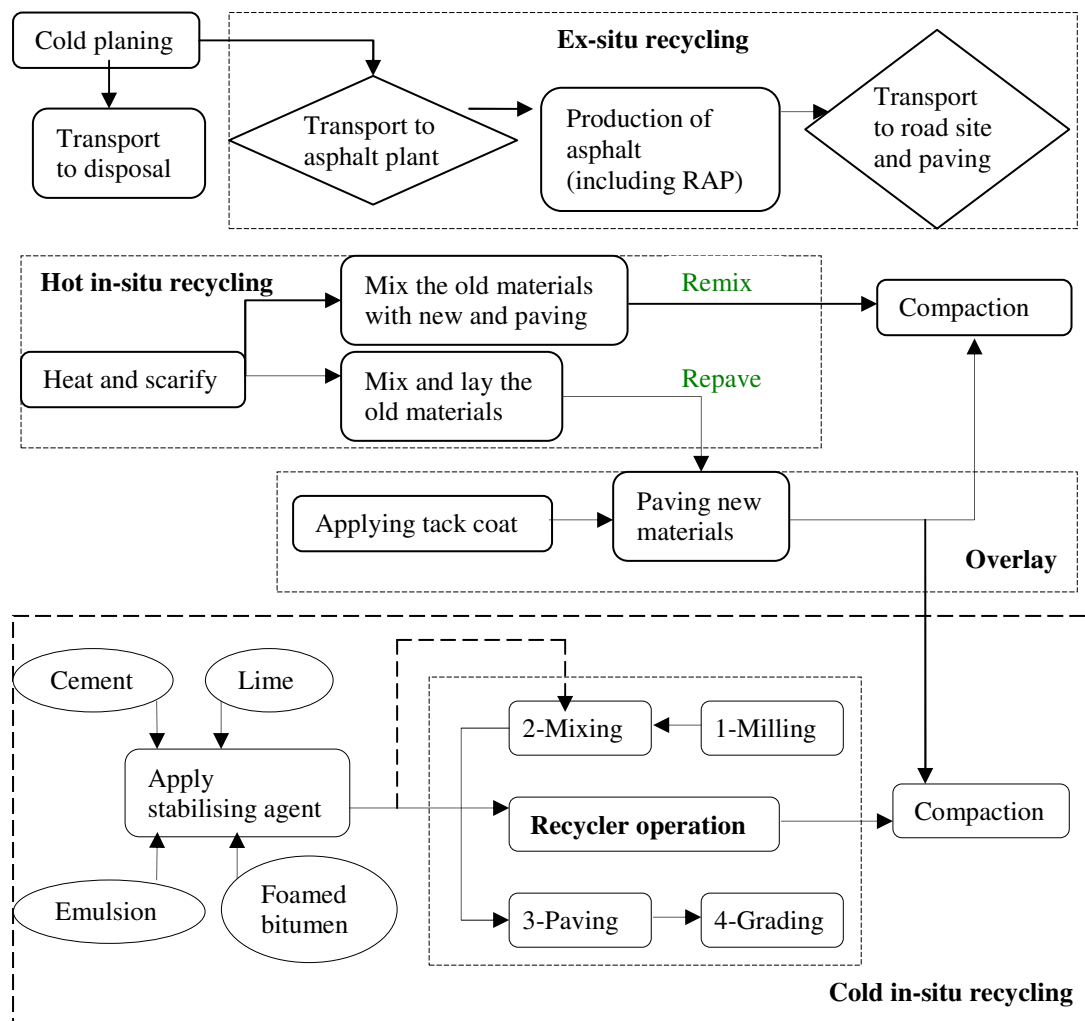 Cold planing
Ex-situ recycling
Transport
to disposal
Transport to
asphalt plant
Production of
asphalt
(including RAP)
Transport
to road site
and paving
Hot in-situ recycling
Heat and scarify
Mix the old materials
with new and paving
Remix
Compaction
Mix and lay the
old materials
Repave
Applying tack coat
Paving new
materials
Overlay
Cement
Lime
Apply
stabilising agent
Emulsion
Foamed
bitumen
2-Mixing
1-Milling
Recycler operation
3-Paving
4-Grading
Compaction
Cold in-situ recycling